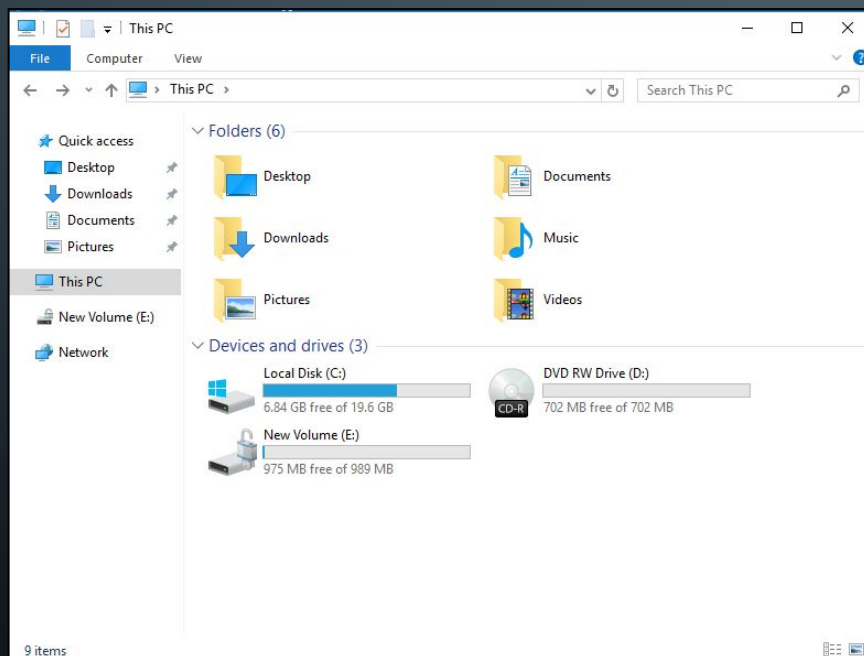 This PC
File Computer View
This PC
Search This PC
Quick access
Desktop
Downloads
Documents
Pictures
This PC
New Volume (E:)
Network
Folders (6)
Desktop
Documents
Downloads
Music
Pictures
Videos
Devices and drives (3)
Local Disk (C:)
6.84 GB free of 19.6 GB
DVD RW Drive (D:)
CD-R
702 MB free of 702 MB
New Volume (E:)
975 MB free of 989 MB
9 items